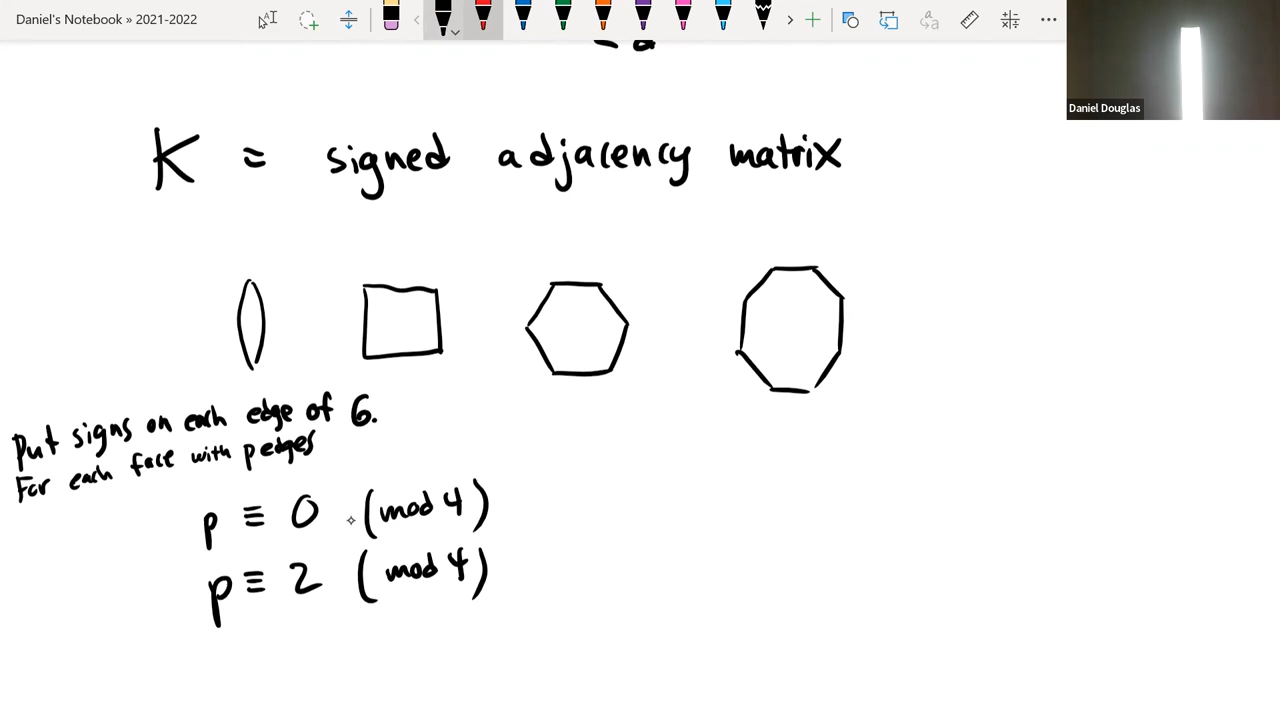 Daniel's Notebook » 2021-2022
Daniel Douglas
K = signed adjacency matrix
Put signs on each edge of G.
For each face with p edges
p ≡ 0 (mod 4)
p ≡ 2 (mod 4)